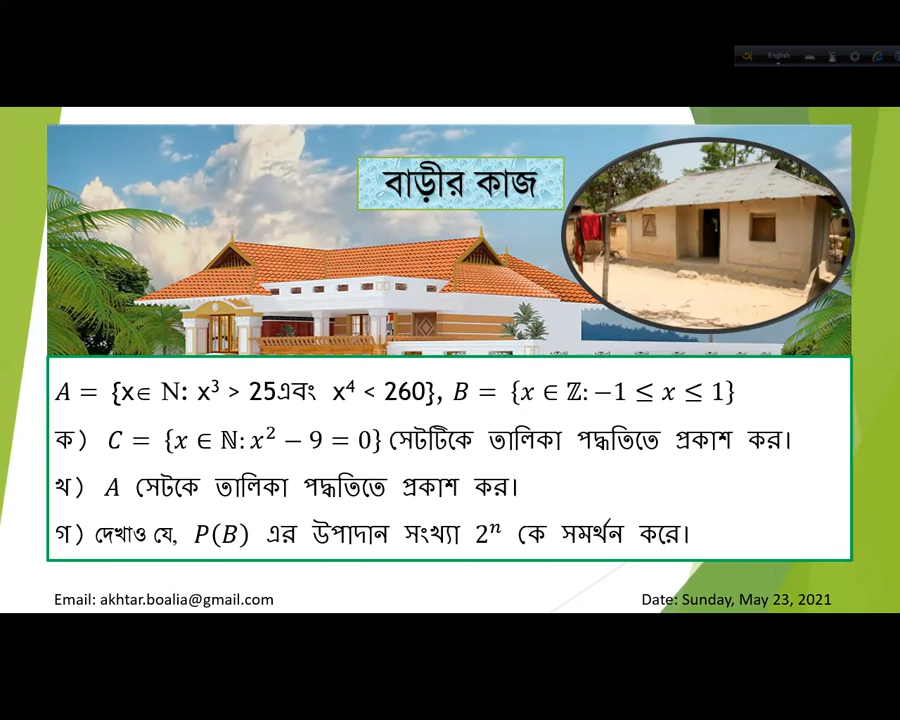 অ English
বাড়ীর কাজ
A = {x∈ N: x³ > 25এবং x⁴ < 260}, B = {x ∈ ℤ: −1 ≤ x ≤ 1}
ক) C = {x ∈ ℕ: x² − 9 = 0} সেটটিকে তালিকা পদ্ধতিতে প্রকাশ কর।
খ) A সেটকে তালিকা পদ্ধতিতে প্রকাশ কর।
গ) দেখাও যে, P(B) এর উপাদান সংখ্যা 2ⁿ কে সমর্থন করে।
Email: akhtar.boalia@gmail.com
Date: Sunday, May 23, 2021